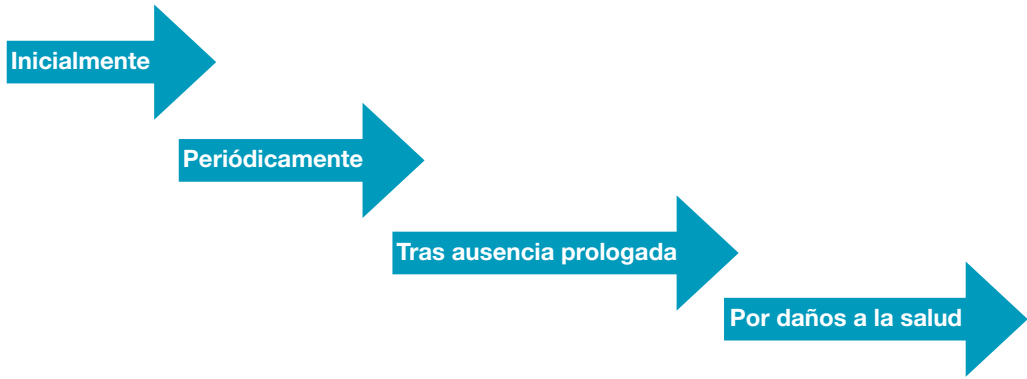 Inicialmente
Periódicamente
Tras ausencia prologada
Por daños a la salud